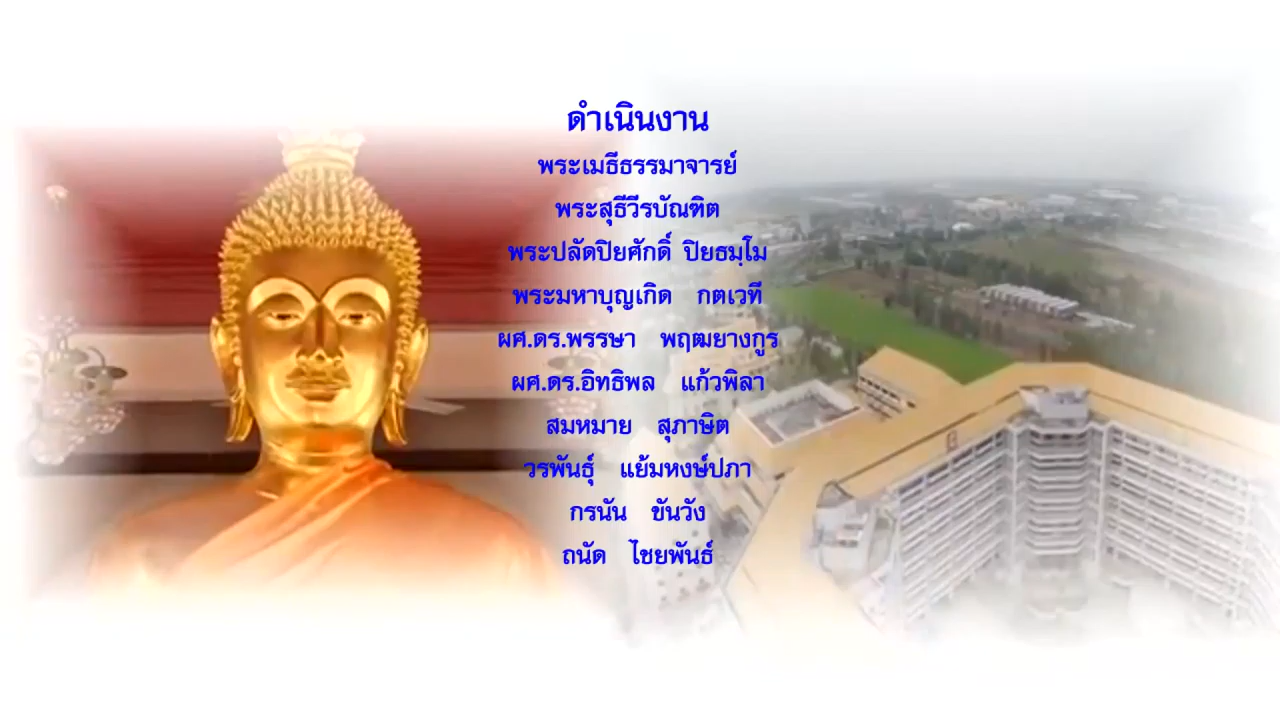 ดำเนินงาน
พระเมธีธรรมาจารย์
พระสุธีวีรบัณฑิต
พระปลัดปิยศักดิ์ ปิยธมฺโม
พระมหาบุญเกิด กตเวที
ผศ.ดร.พรรษา พฤฒยางกูร
ผศ.ดร.อิทธิพล แก้วพิลา
สมหมาย สุภาษิต
วรพันธุ์ แย้มหงษ์ปภา
กรนัน ขันวัง
ถนัด ไชยพันธ์